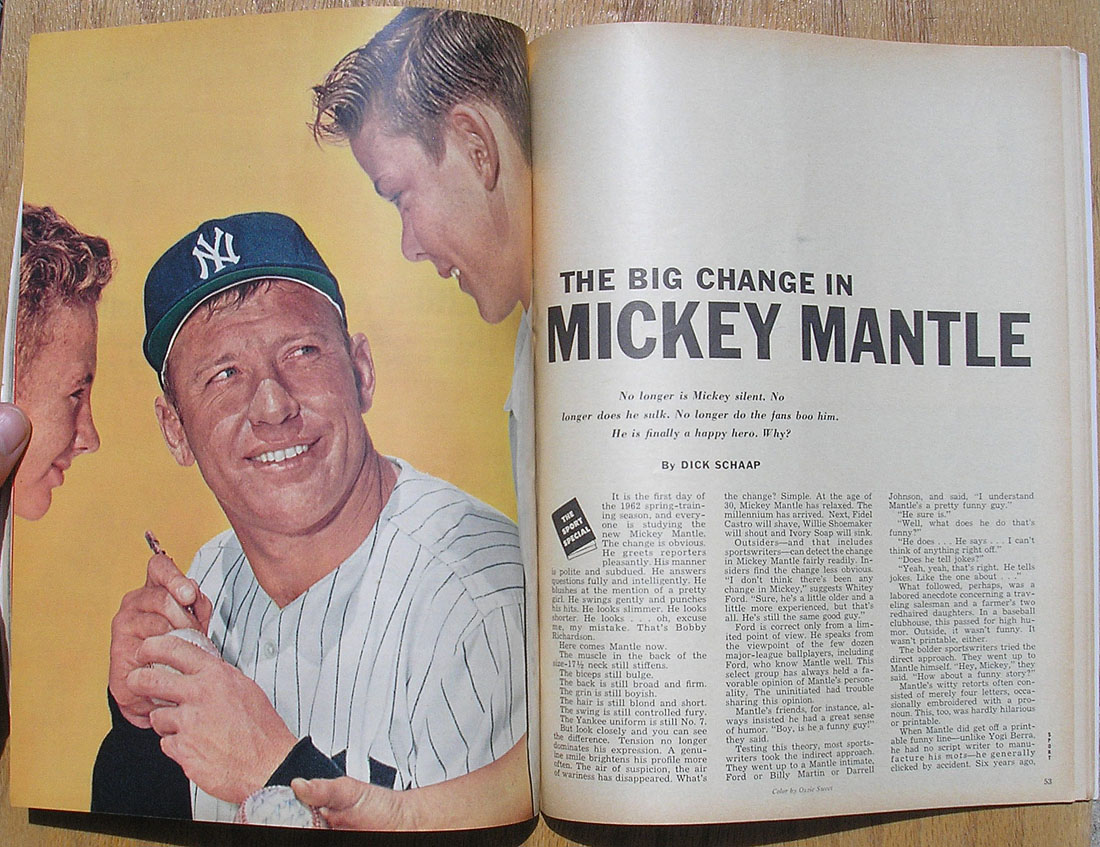 NY
THE BIG CHANGE IN
MICKEY MANTLE
No longer is Mickey silent. No
longer does he sulk. No longer do the fans boo him.
He is finally a happy hero. Why?
By DICK SCHAAP
THE
SPORT
SPECIAL
It is the first day of
the 1962 spring-train-
ing season, and every-
one is studying the
new Mickey Mantle.
The change is obvious.
He greets reporters
pleasantly. His manner
is polite and subdued. He answers
questions fully and intelligently. He
blushes at the mention of a pretty
girl. He swings gently and punches
his hits. He looks slimmer. He looks
shorter. He looks . . . oh, excuse
me, my mistake. That's Bobby
Richardson.
Here comes Mantle now.
The muscle in the back of the
size-17½ neck still stiffens.
The biceps still bulge.
The back is still broad and firm.
The grin is still boyish.
The hair is still blond and short.
The swing is still controlled fury.
The Yankee uniform is still No. 7.
But look closely and you can see
the difference. Tension no longer
dominates his expression. A genu-
ine smile brightens his profile more
often. The air of suspicion, the air
of wariness has disappeared. What's
the change? Simple. At the age of
30, Mickey Mantle has relaxed. The
millennium has arrived. Next, Fidel
Castro will shave, Willie Shoemaker
will shout and Ivory Soap will sink.
Outsiders—and that includes
sportswriters—can detect the change
in Mickey Mantle fairly readily. In-
siders find the change less obvious.
"I don't think there's been any
change in Mickey," suggests Whitey
Ford. "Sure, he's a little older and a
little more experienced, but that's
all. He's still the same good guy."
Ford is correct only from a lim-
ited point of view. He speaks from
the viewpoint of the few dozen
major-league ballplayers, including
Ford, who know Mantle well. This
select group has always held a fa-
vorable opinion of Mantle's person-
ality. The uninitiated had trouble
sharing this opinion.
Mantle's friends, for instance, al-
ways insisted he had a great sense
of humor. "Boy, is he a funny guy!"
they said.
Testing this theory, most sports-
writers took the indirect approach.
They went up to a Mantle intimate,
Ford or Billy Martin or Darrell
Johnson, and said, "I understand
Mantle's a pretty funny guy."
"He sure is."
"Well, what does he do that's
funny?"
"He does . . . He says . . . I can't
think of anything right off."
"Does he tell jokes?"
"Yeah, yeah, that's right. He tells
jokes. Like the one about . . ."
What followed, perhaps, was a
labored anecdote concerning a trav-
eling salesman and a farmer's two
redhaired daughters. In a baseball
clubhouse, this passed for high hu-
mor. Outside, it wasn't funny. It
wasn't printable, either.
The bolder sportswriters tried the
direct approach. They went up to
Mantle himself. "Hey, Mickey," they
said. "How about a funny story?"
Mantle's witty retorts often con-
sisted of merely four letters, occa-
sionally embroidered with a pro-
noun. This, too, was hardly hilarious
or printable.
When Mantle did get off a print-
able funny line—unlike Yogi Berra,
he had no script writer to manu-
facture his mots—he generally
clicked by accident. Six years ago,
SPORT
Color by Ozzie Sweet
53